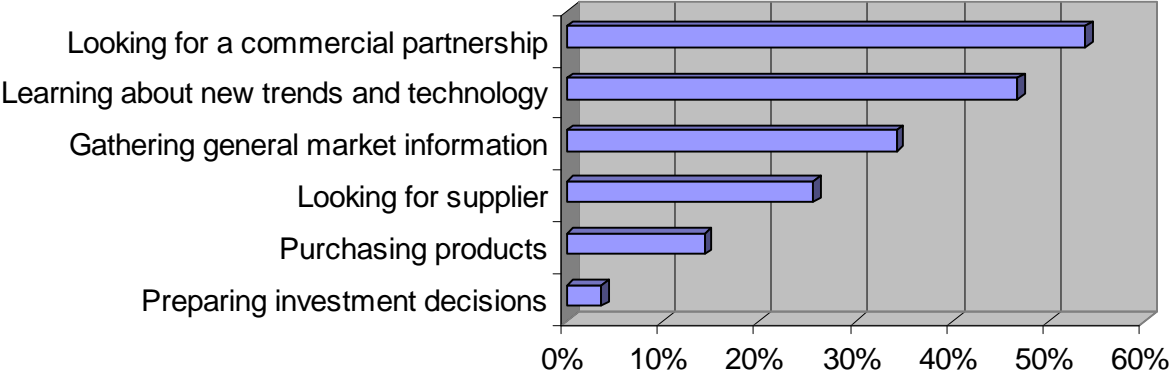 Looking for a commercial partnership
Learning about new trends and technology
Gathering general market information
Looking for supplier
Purchasing products
Preparing investment decisions
0% 10% 20% 30% 40% 50% 60%